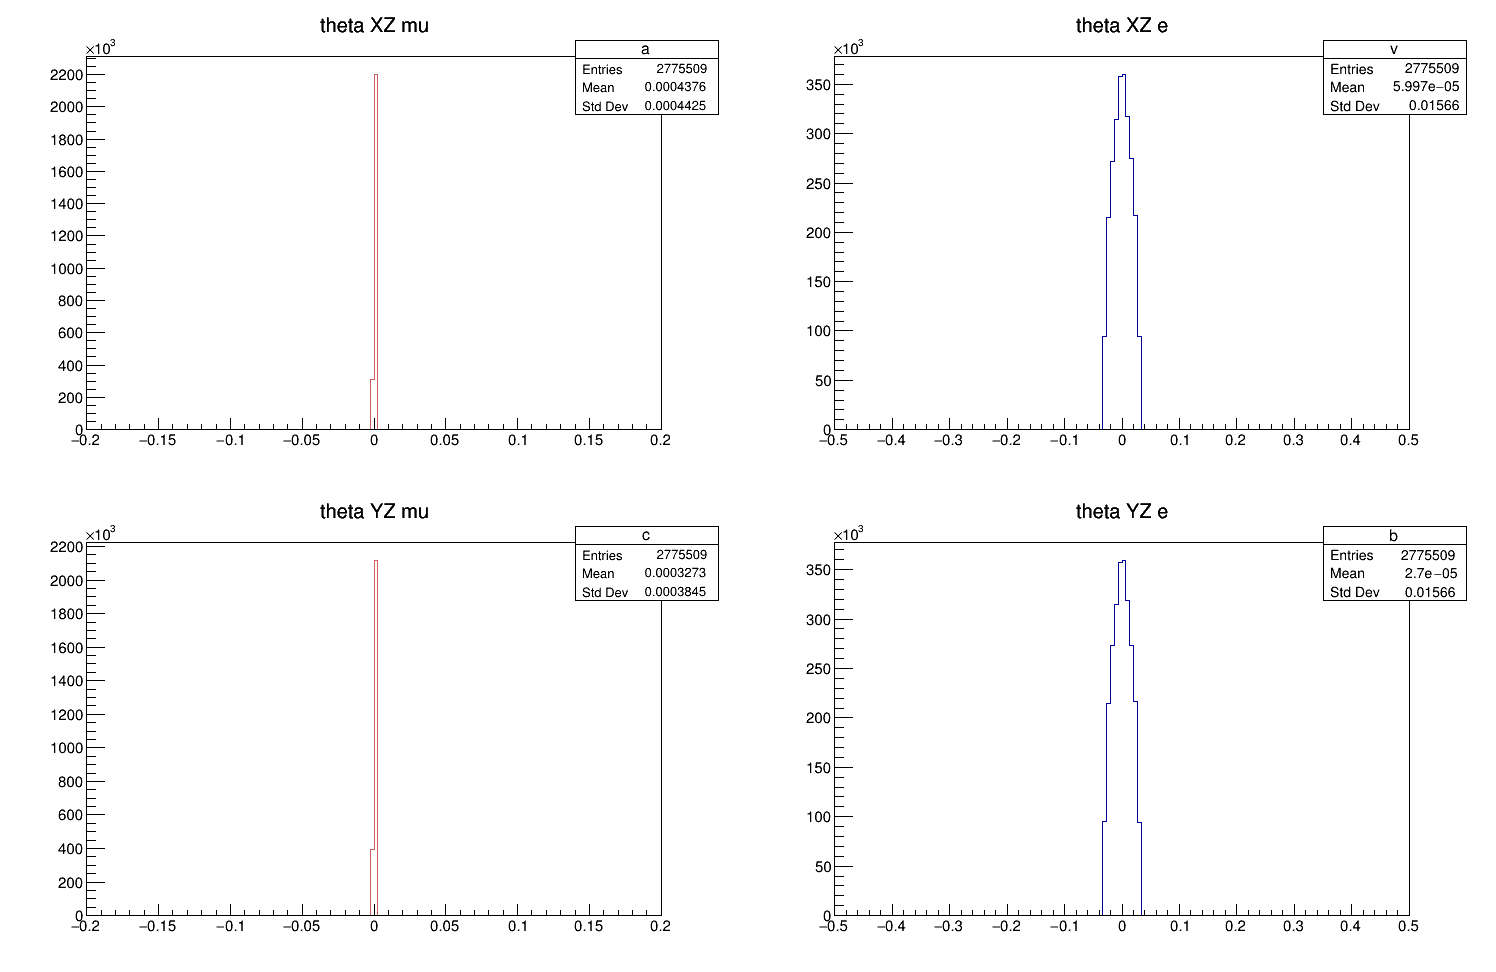 theta XZ mu
×10³
a
Entries 2775509
Mean 0.0004376
Std Dev 0.0004425
2200
2000
1800
1600
1400
1200
1000
800
600
400
200
0
−0.2 −0.15 −0.1 −0.05 0 0.05 0.1 0.15 0.2
theta XZ e
×10³
v
Entries 2775509
Mean 5.997e−05
Std Dev 0.01566
350
300
250
200
150
100
50
0
−0.5 −0.4 −0.3 −0.2 −0.1 0 0.1 0.2 0.3 0.4 0.5
theta YZ mu
×10³
c
Entries 2775509
Mean 0.0003273
Std Dev 0.0003845
2200
2000
1800
1600
1400
1200
1000
800
600
400
200
0
−0.2 −0.15 −0.1 −0.05 0 0.05 0.1 0.15 0.2
theta YZ e
×10³
b
Entries 2775509
Mean 2.7e−05
Std Dev 0.01566
350
300
250
200
150
100
50
0
−0.5 −0.4 −0.3 −0.2 −0.1 0 0.1 0.2 0.3 0.4 0.5